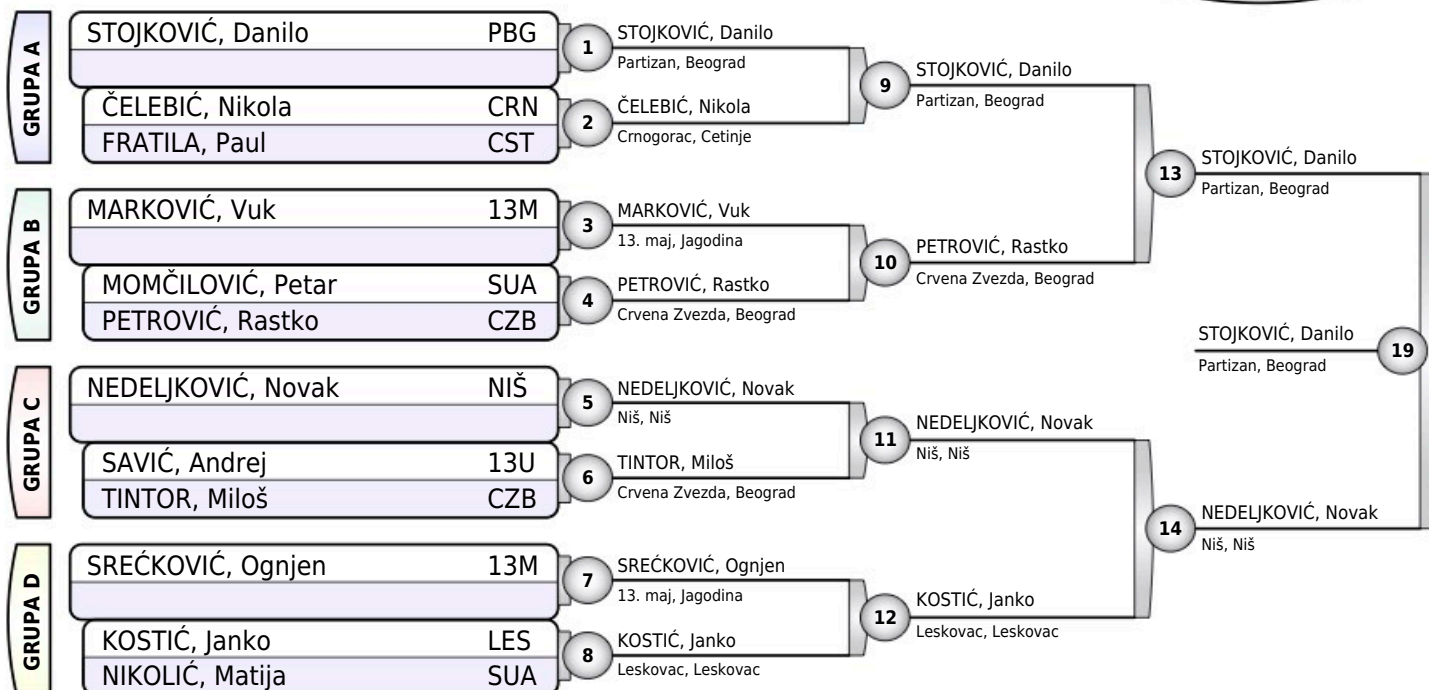 GRUPA A
STOJKOVIĆ, Danilo PBG
ČELEBIĆ, Nikola CRN
FRATILA, Paul CST
GRUPA B
MARKOVIĆ, Vuk 13M
MOMČILOVIĆ, Petar SUA
PETROVIĆ, Rastko CZB
GRUPA C
NEDELJKOVIĆ, Novak NIŠ
SAVIĆ, Andrej 13U
TINTOR, Miloš CZB
GRUPA D
SREĆKOVIĆ, Ognjen 13M
KOSTIĆ, Janko LES
NIKOLIĆ, Matija SUA
1 STOJKOVIĆ, Danilo
Partizan, Beograd
2 ČELEBIĆ, Nikola
Crnogorac, Cetinje
3 MARKOVIĆ, Vuk
13. maj, Jagodina
4 PETROVIĆ, Rastko
Crvena Zvezda, Beograd
5 NEDELJKOVIĆ, Novak
Niš, Niš
6 TINTOR, Miloš
Crvena Zvezda, Beograd
7 SREĆKOVIĆ, Ognjen
13. maj, Jagodina
8 KOSTIĆ, Janko
Leskovac, Leskovac
9 STOJKOVIĆ, Danilo
Partizan, Beograd
10 PETROVIĆ, Rastko
Crvena Zvezda, Beograd
11 NEDELJKOVIĆ, Novak
Niš, Niš
12 KOSTIĆ, Janko
Leskovac, Leskovac
13 STOJKOVIĆ, Danilo
Partizan, Beograd
14 NEDELJKOVIĆ, Novak
Niš, Niš
STOJKOVIĆ, Danilo 19
Partizan, Beograd